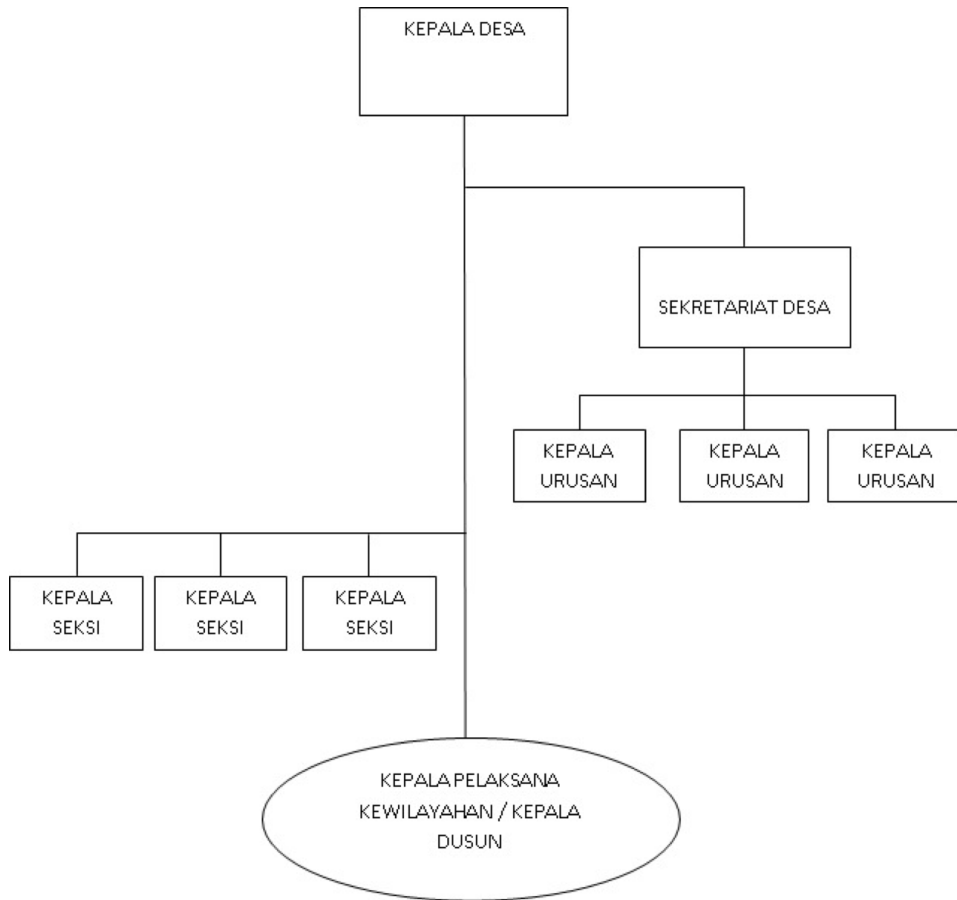 KEPALA DESA
SEKRETARIAT DESA
KEPALA
URUSAN
KEPALA
URUSAN
KEPALA
URUSAN
KEPALA
SEKSI
KEPALA
SEKSI
KEPALA
SEKSI
KEPALA PELAKSANA
KEWILAYAHAN / KEPALA
DUSUN